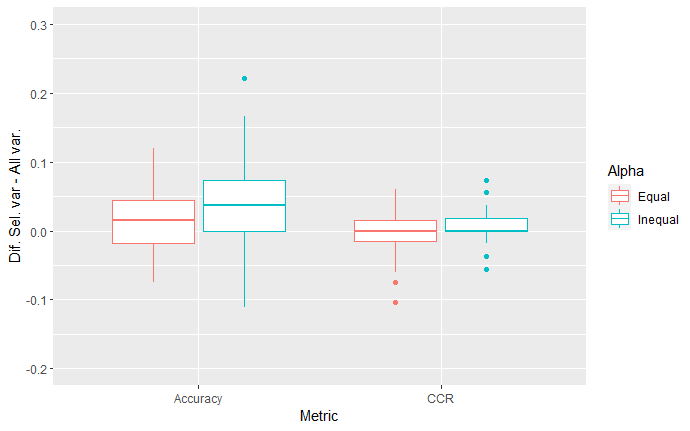 0.3
0.2
0.1
0.0
-0.1
-0.2
Dif. Sel. var - All var.
Accuracy
CCR
Metric
Alpha
Equal
Inequal